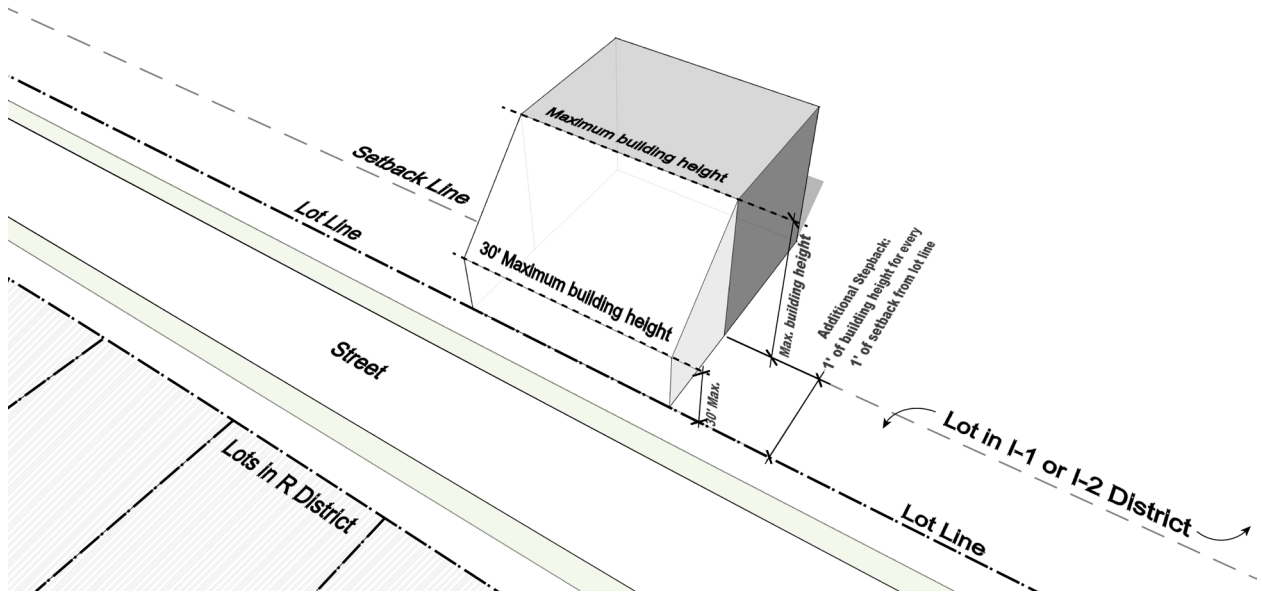 Maximum building height
Setback Line
Lot Line
30' Maximum building height
Max. building height
Additional Stepback:
1' of building height for every
1' of setback from lot line
Street
30' Max.
Lot in I-1 or I-2 District
Lots in R District
Lot Line